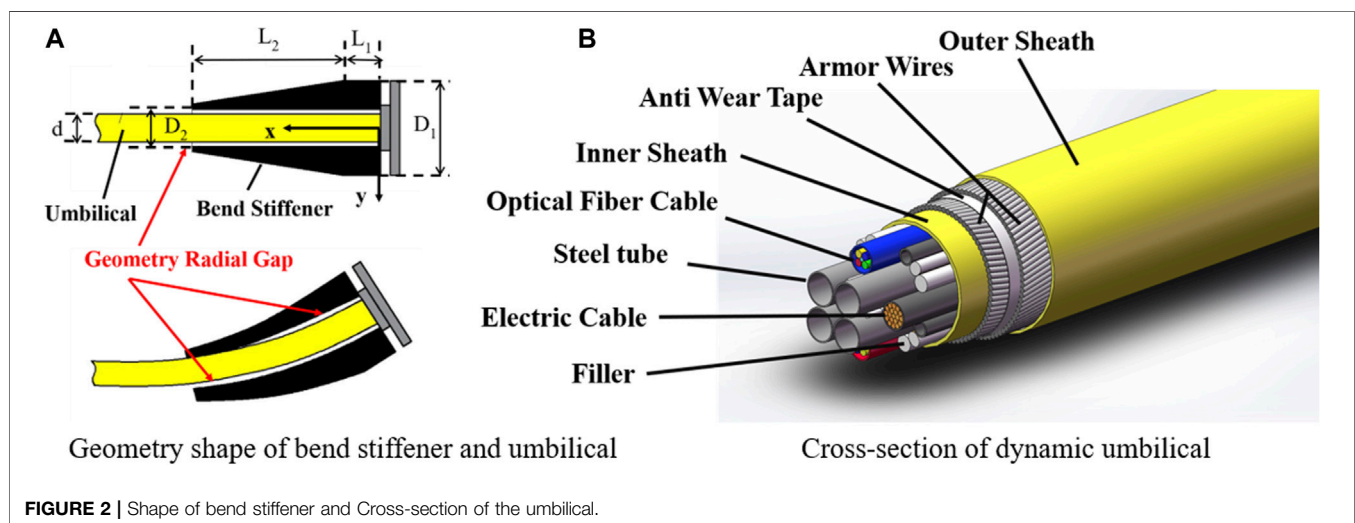 A
L₂
L₁
d
D₂
x
D₁
y
Umbilical
Bend Stiffener
Geometry Radial Gap
Geometry shape of bend stiffener and umbilical
B
Outer Sheath
Armor Wires
Anti Wear Tape
Inner Sheath
Optical Fiber Cable
Steel tube
Electric Cable
Filler
Cross-section of dynamic umbilical
FIGURE 2 | Shape of bend stiffener and Cross-section of the umbilical.